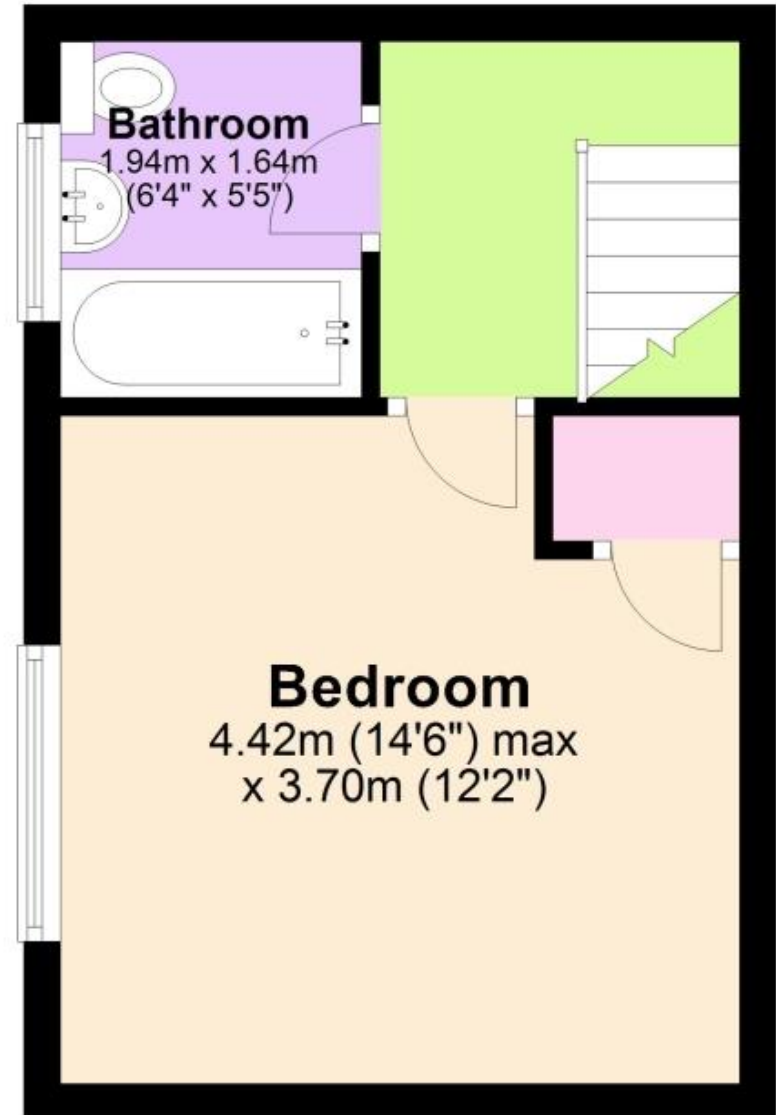 Bathroom
1.94m x 1.64m
(6'4" x 5'5")
Bedroom
4.42m (14'6") max
x 3.70m (12'2")